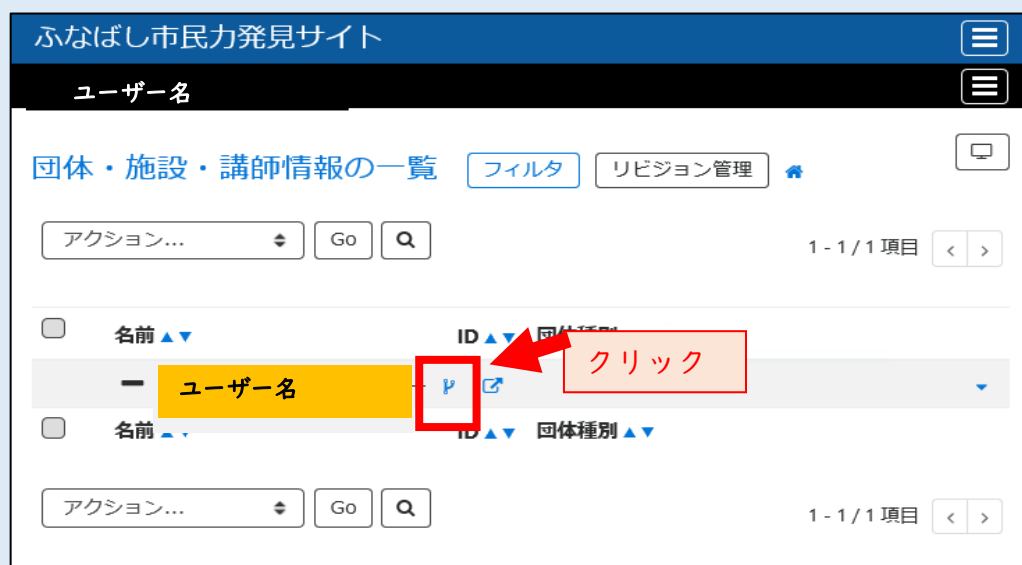 ふなばし市民力発見サイト
ユーザー名
団体・施設・講師情報の一覧 フィルタ リビジョン管理
アクション... Go
1 - 1 / 1 項目 < >
名前 ▲▼ ID ▲▼ 団体種別
クリック
ユーザー名
名前 ID ▲▼ 団体種別 ▲▼
アクション... Go
1 - 1 / 1 項目 < >